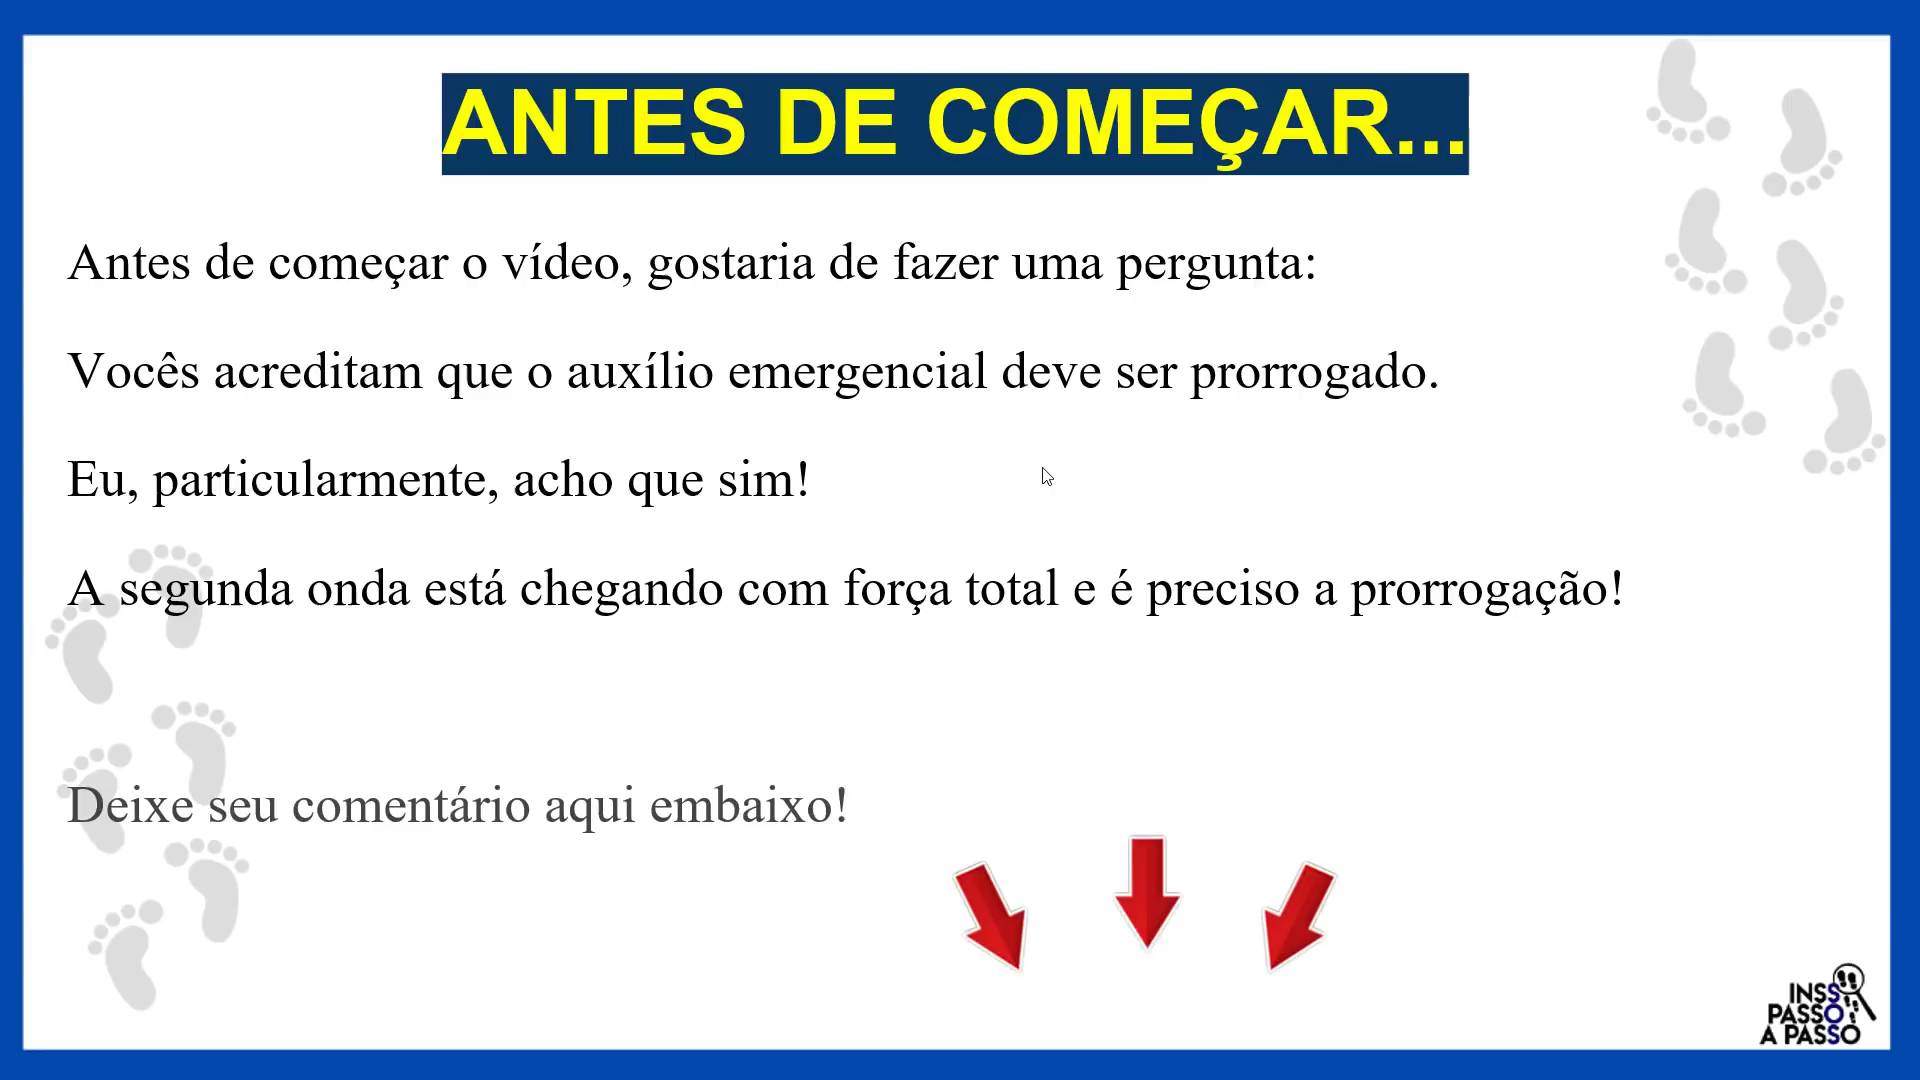 ANTES DE COMEÇAR...
Antes de começar o vídeo, gostaria de fazer uma pergunta:
Vocês acreditam que o auxílio emergencial deve ser prorrogado.
Eu, particularmente, acho que sim!
A segunda onda está chegando com força total e é preciso a prorrogação!
Deixe seu comentário aqui embaixo!
INSS
PASSO
A PASSO